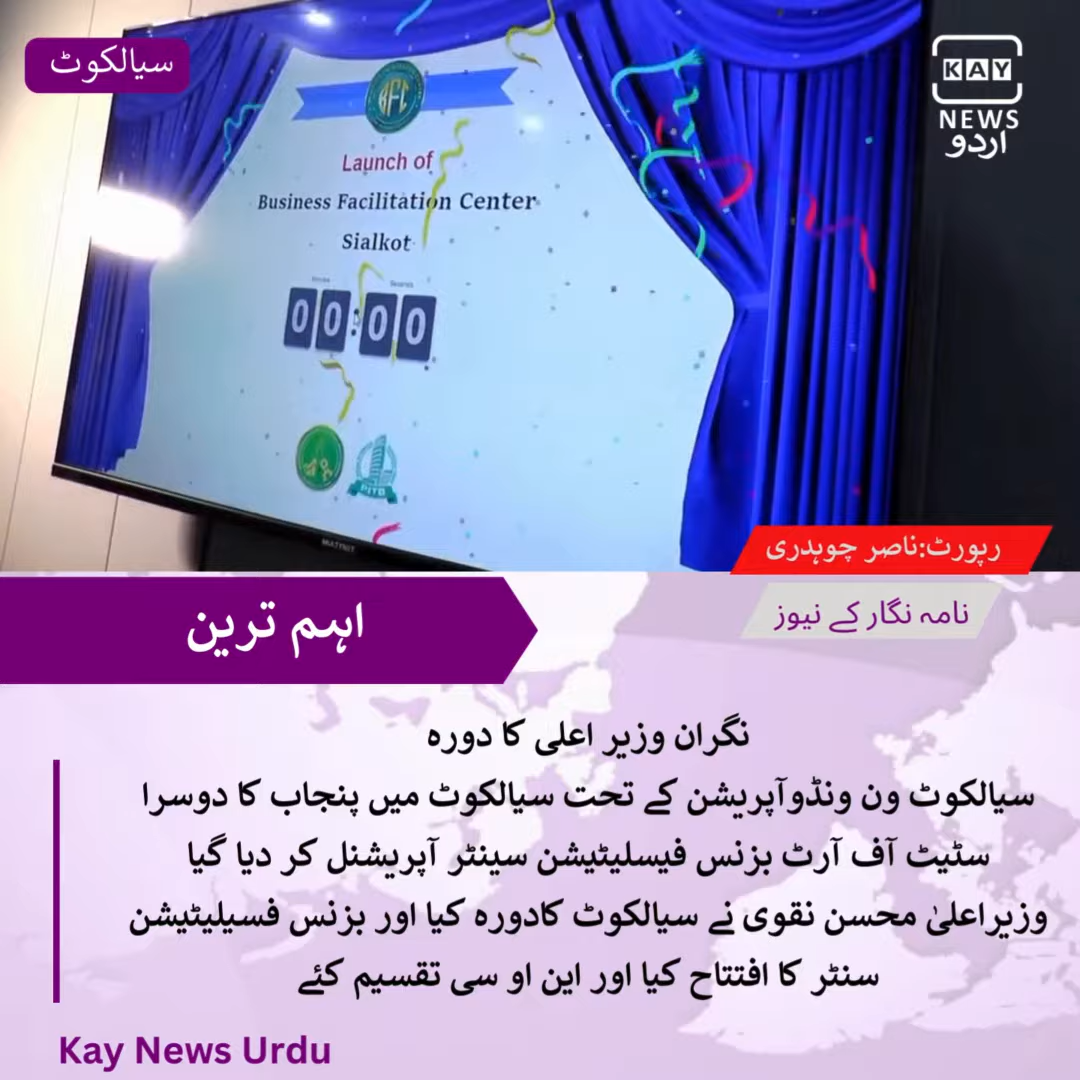 سیالکوٹ
KAY
NEWS
اردو
BFC
Launch of
Business Facilitation Center
Sialkot
00:00
PITB
رپورٹ:ناصر چوہدری
نامہ نگار کے نیوز
اہم ترین
نگران وزیر اعلی کا دورہ
سیالکوٹ ون ونڈوآپریشن کے تحت سیالکوٹ میں پنجاب کا دوسرا
سٹیٹ آف آرٹ بزنس فیسلیٹیشن سینٹر آپریشنل کر دیا گیا
وزیراعلیٰ محسن نقوی نے سیالکوٹ کادورہ کیا اور بزنس فسیلیٹیشن
سنٹر کا افتتاح کیا اور این او سی تقسیم کئے
Kay News Urdu